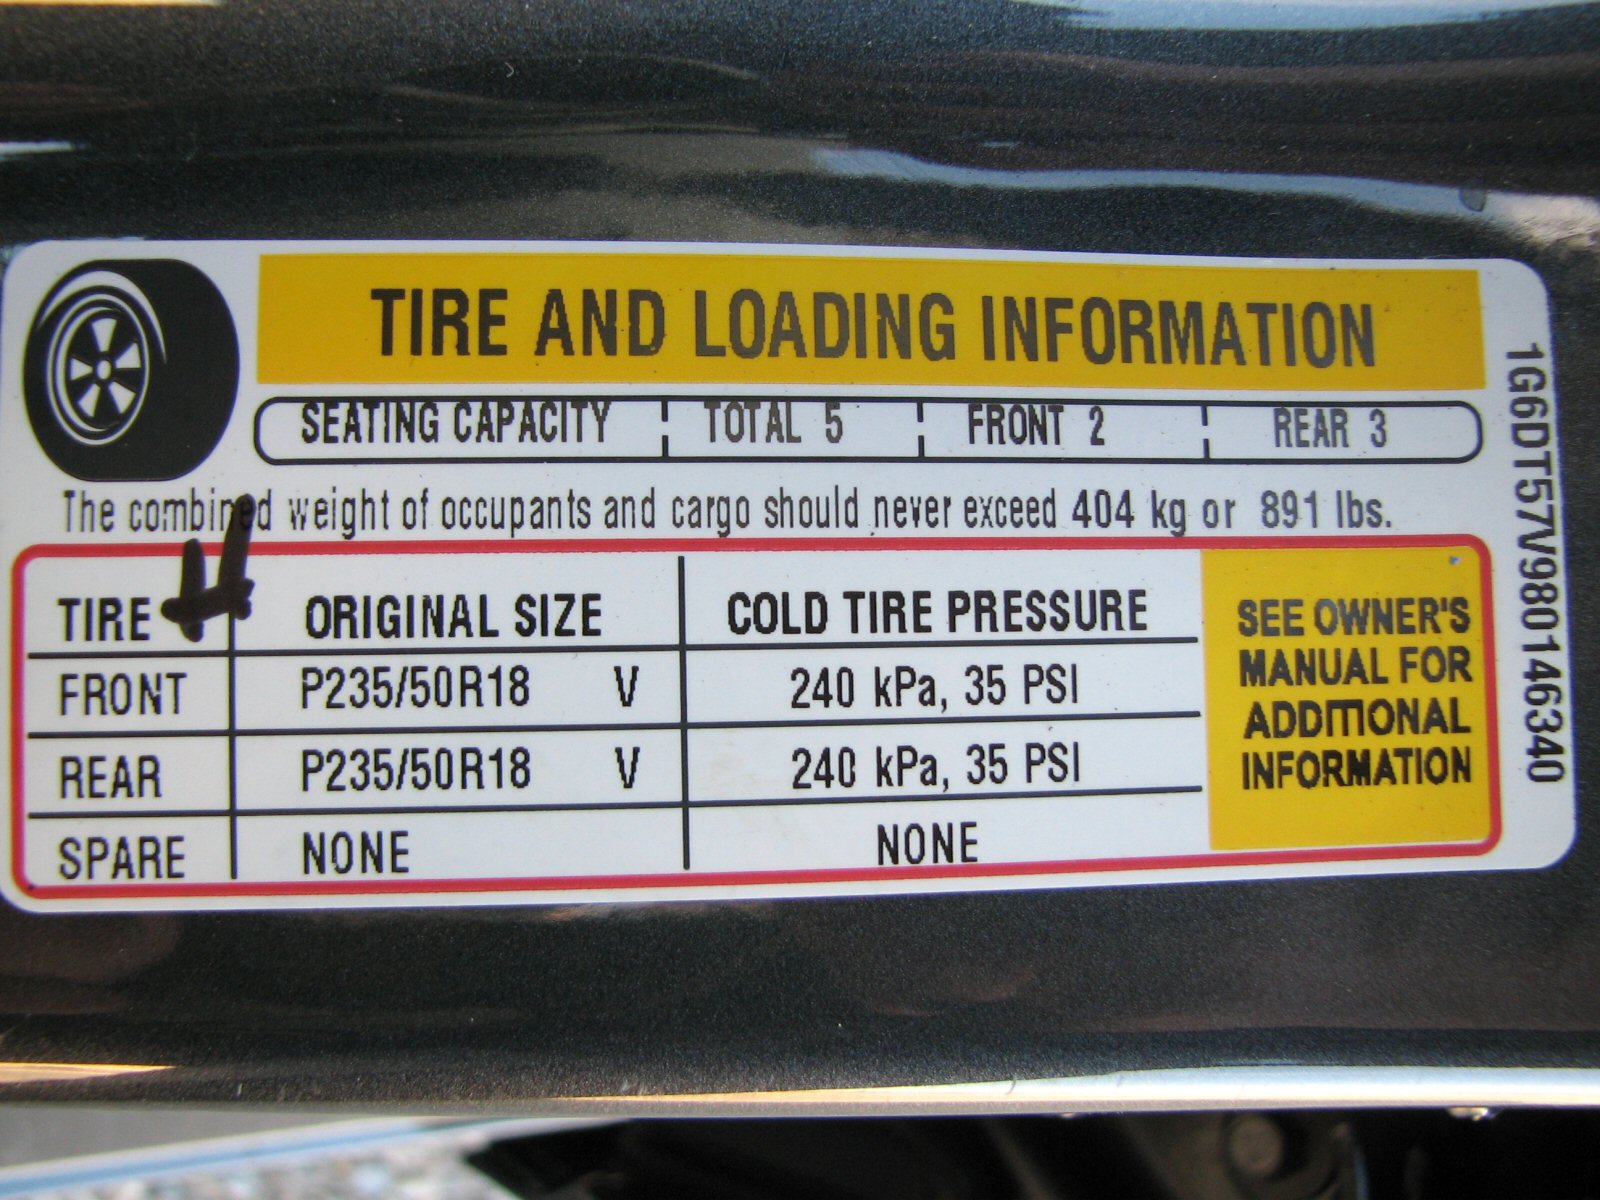 TIRE AND LOADING INFORMATION
SEATING CAPACITY TOTAL 5 FRONT 2 REAR 3
The combined weight of occupants and cargo should never exceed 404 kg or 891 lbs.
TIRE ORIGINAL SIZE COLD TIRE PRESSURE
FRONT P235/50R18 V 240 kPa, 35 PSI
REAR P235/50R18 V 240 kPa, 35 PSI
SPARE NONE NONE
SEE OWNER'S
MANUAL FOR
ADDITIONAL
INFORMATION
1G6DT57V980146340